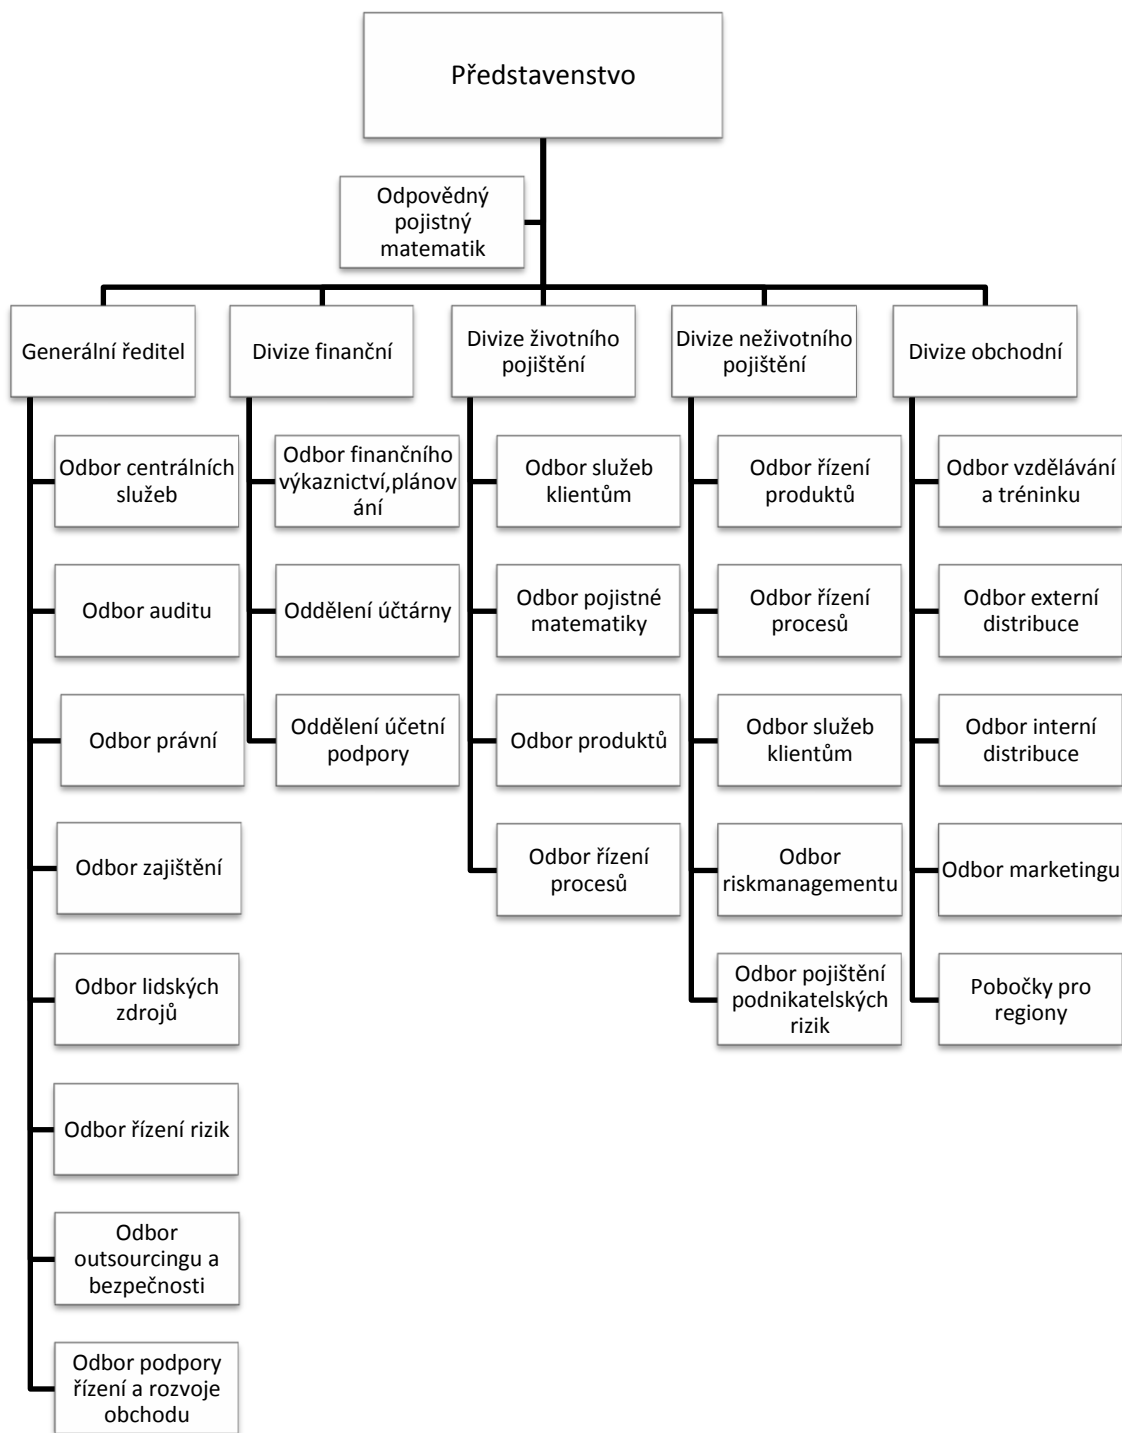 Představenstvo
Odpovědný
pojistný
matematik
Generální ředitel
Divize finanční
Divize životního
pojištění
Divize neživotního
pojištění
Divize obchodní
Odbor centrálních
služeb
Odbor auditu
Odbor právní
Odbor zajištění
Odbor lidských
zdrojů
Odbor řízení rizik
Odbor
outsourcingu a
bezpečnosti
Odbor podpory
řízení a rozvoje
obchodu
Odbor finančního
výkaznictví,plánov
ání
Oddělení účtárny
Oddělení účetní
podpory
Odbor služeb
klientům
Odbor pojistné
matematiky
Odbor produktů
Odbor řízení
procesů
Odbor řízení
produktů
Odbor řízení
procesů
Odbor služeb
klientům
Odbor
riskmanagementu
Odbor pojištění
podnikatelských
rizik
Odbor vzdělávání
a tréninku
Odbor externí
distribuce
Odbor interní
distribuce
Odbor marketingu
Pobočky pro
regiony